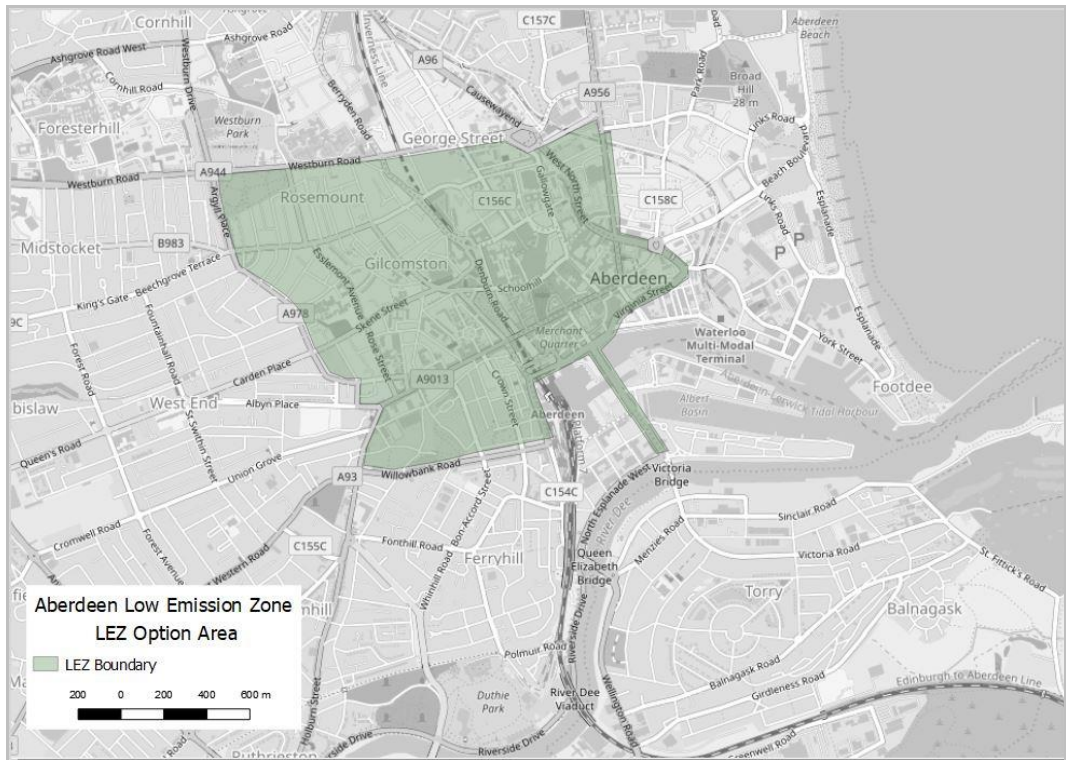 Cornhill
Ashgrove Road
Ashgrove Road West
Westburn Drive
Cornhill Road
Foresterhill
Westburn Park
Inverness Line
Berryden Road
A96
C157C
Causewayend
A956
Park Road
Broad Hill
28 m
Aberdeen Beach
Links Road
Beach Boulevard
Esplanade
George Street
Westburn Road
Westburn Road
A944
Argyll Place
Rosemount
C156C
Gallowgate
West North Street
C158C
Links Road
P
P
Midstocket
B983
Beechgrove Terrace
King's Gate
Esslemont Avenue
Gilcomston
Denburn Road
Schoolhill
Aberdeen
Virginia Street
Skene Street
A978
9C
Fountainhall Road
Forest Road
Carden Place
Rose Street
A9013
Merchant Quarter
Waterloo Multi-Modal Terminal
York Street
Esplanade
Footdee
bislaw
West End
Albyn Place
Crown Street
Aberdeen
Platform
Albert Basin
Aberdeen-Lerwick
Tidal Harbour
Queen's Road
St Swithin Street
Union Grove
A93
Willowbank Road
Victoria Bridge
C154C
North Esplanade West
River Dee
Cromwell Road
Forest Avenue
Western Road
C155C
Fonthill Road
Bon-Accord Street
Whinhill Road
Ferryhill
Queen Elizabeth Bridge
Menzies Road
Sinclair Road
Victoria Road
St. Fittick's Road
Torry
Balnagask
Riverside Drive
Polmuir Road
Duthie Park
River Dee Viaduct
Wellington Road
Balnagask Road
Girdleness Road
Edinburgh to Aberdeen Line
Greenwell Road
Riverside Drive
Holburn Street
Ruthrieston
Aberdeen Low Emission Zone
LEZ Option Area
LEZ Boundary
200 0 200 400 600 m